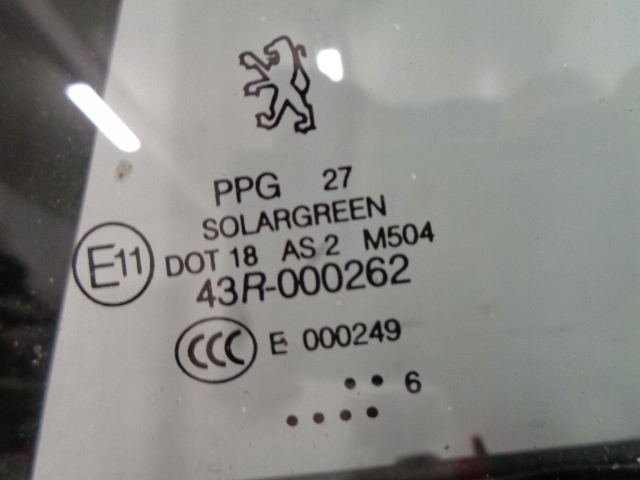 PPG 27
SOLARGREEN
E11 DOT 18 AS 2 M504
43R-000262
CCC E 000249
•• 6
••••